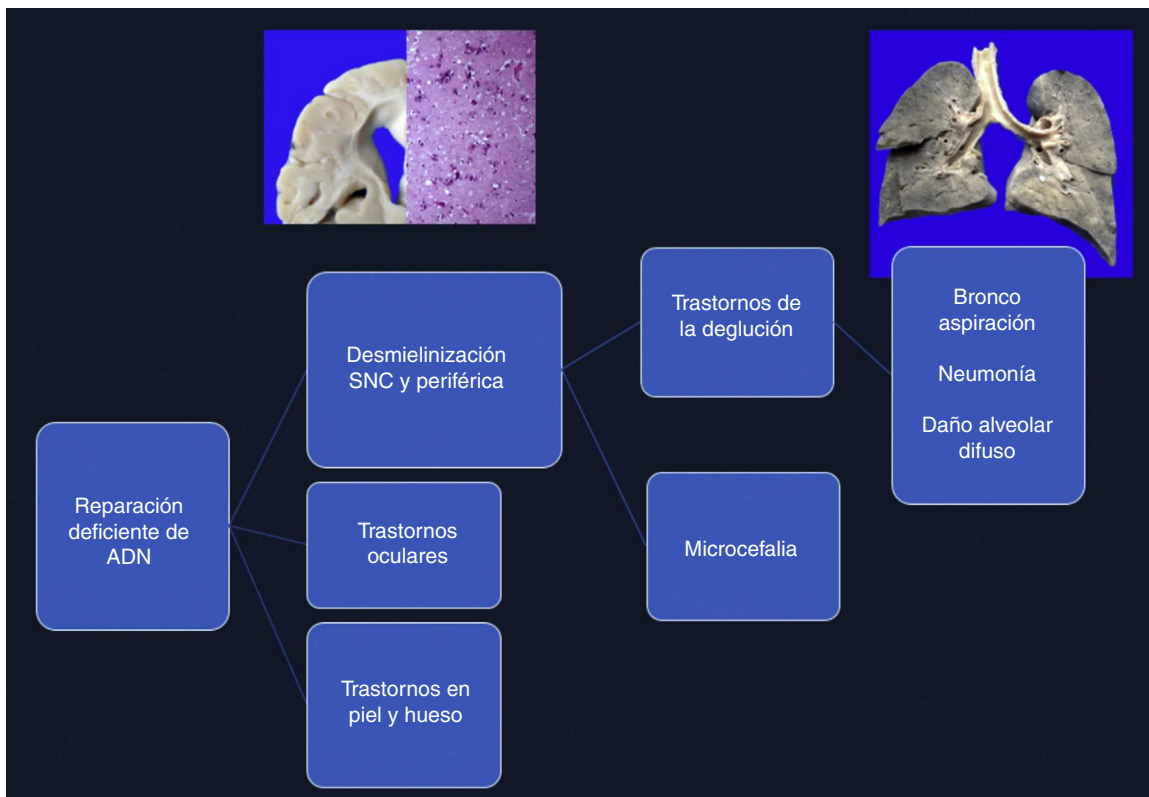 Reparación
deficiente de
ADN
Desmielinización
SNC y periférica
Trastornos
oculares
Trastornos en
piel y hueso
Trastornos de
la deglución
Microcefalia
Bronco
aspiración
Neumonía
Daño alveolar
difuso